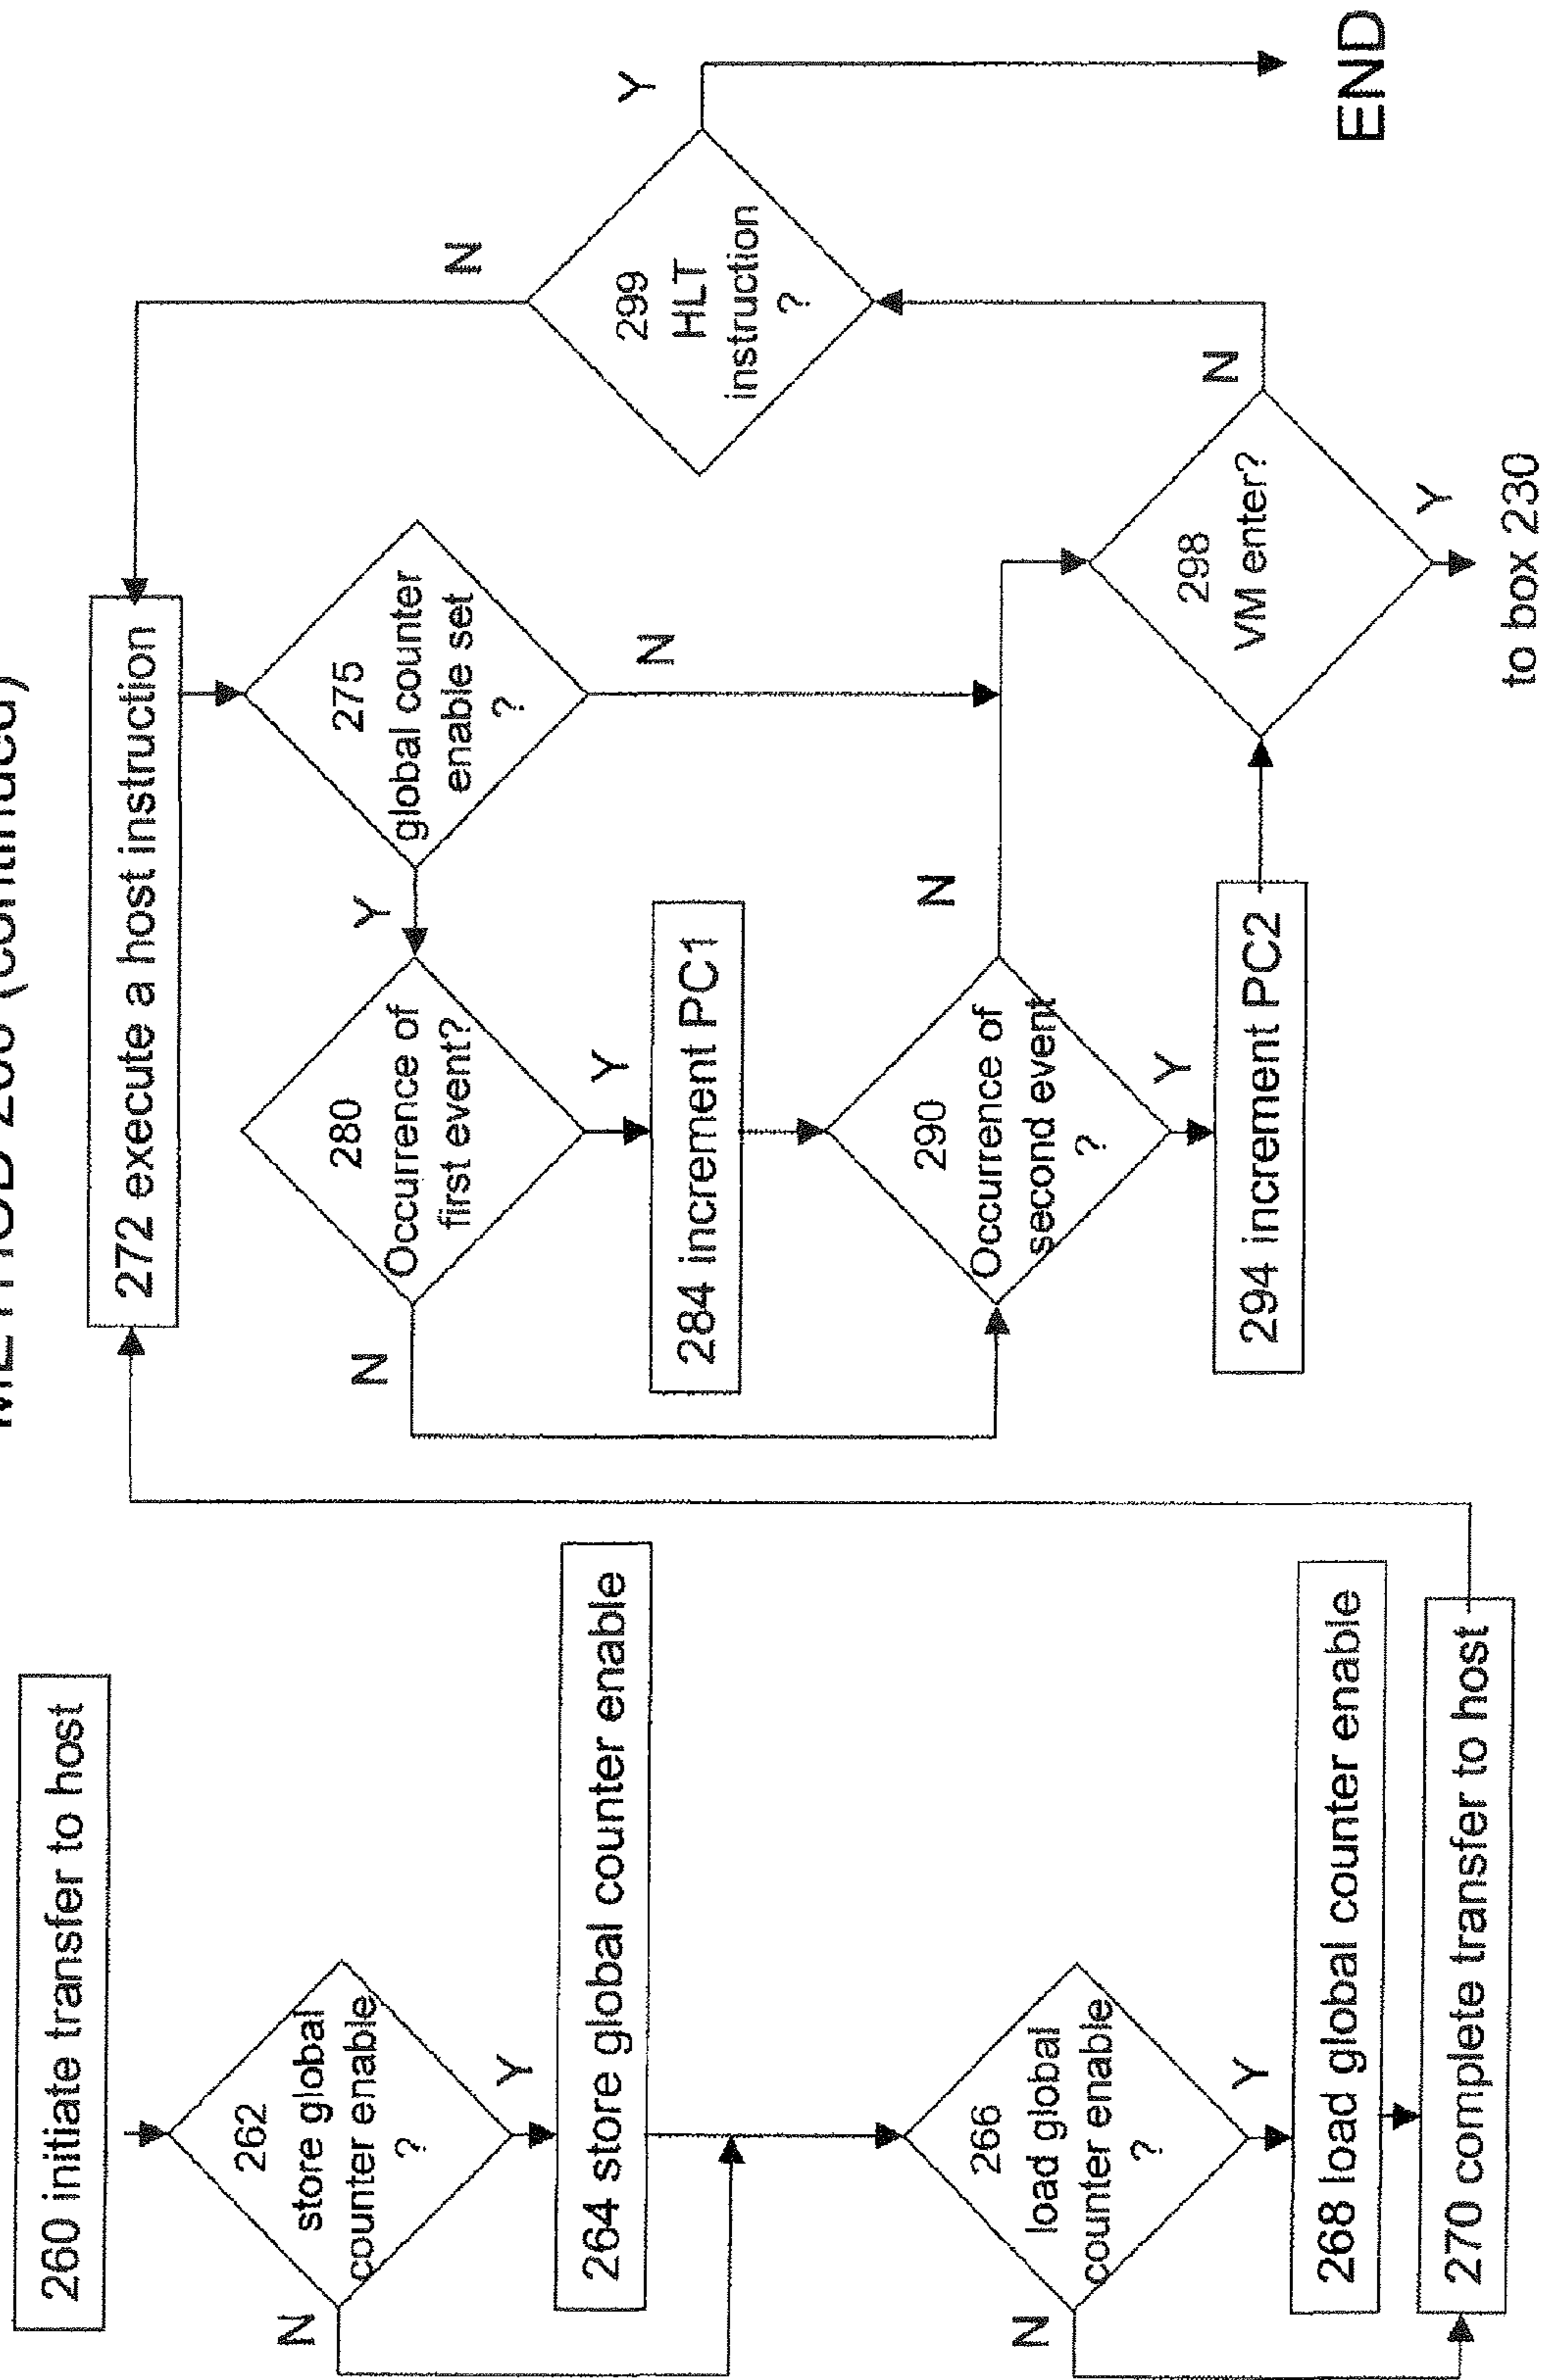 260 initiate transfer to host
262
store global
counter enable
?
N
Y
264 store global counter enable
266
load global
counter enable
?
N
Y
268 load global counter enable
270 complete transfer to host
272 execute a host instruction
275
global counter
enable set
?
Y
N
280
Occurrence of
first event?
N
Y
284 increment PC1
290
Occurrence of
second event
?
N
Y
294 increment PC2
298
VM enter?
N
Y
to box 230
299
HLT
instruction
?
N
Y
END